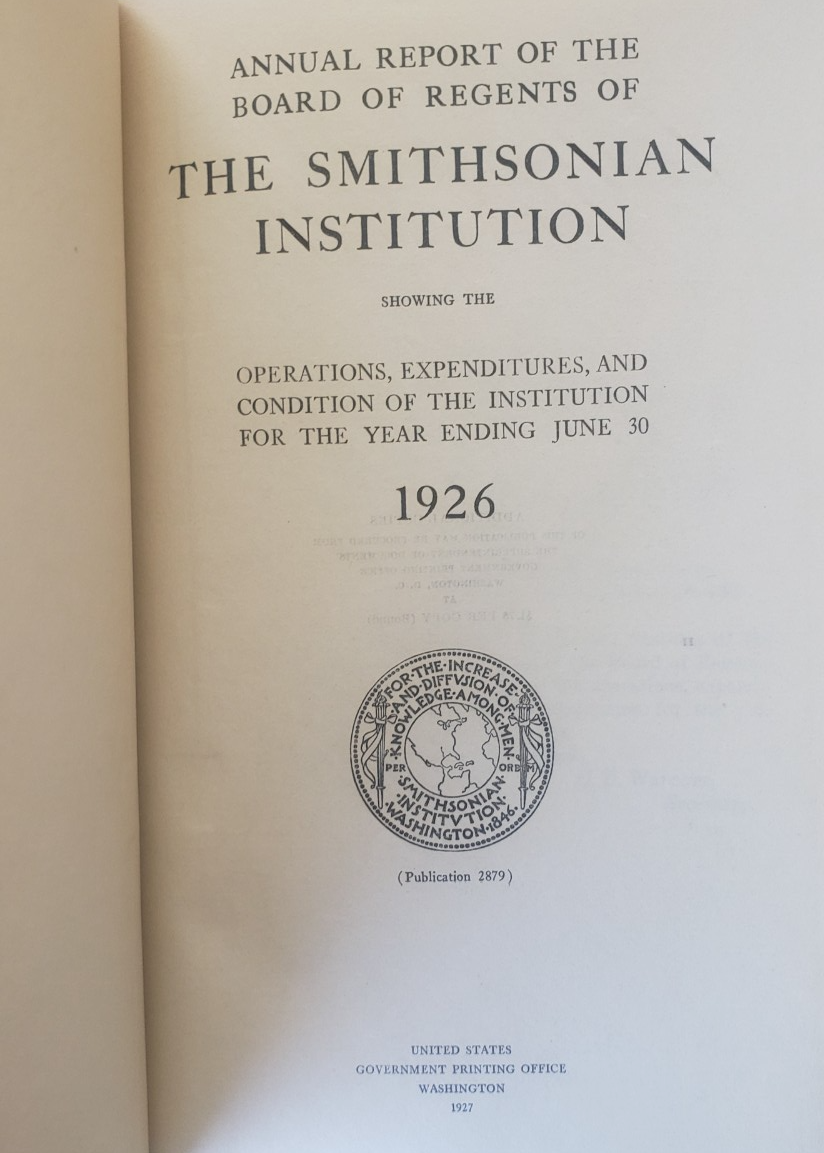 ANNUAL REPORT OF THE
BOARD OF REGENTS OF
THE SMITHSONIAN
INSTITUTION
SHOWING THE
OPERATIONS, EXPENDITURES, AND
CONDITION OF THE INSTITUTION
FOR THE YEAR ENDING JUNE 30
1926
·FOR·THE·INCREASE·
·AND·DIFFVSION·OF·
·KNOWLEDGE·AMONG·MEN·
PER ORBEM
·SMITHSONIAN·
·INSTITVTION·
·WASHINGTON·1846·
(Publication 2879)
UNITED STATES
GOVERNMENT PRINTING OFFICE
WASHINGTON
1927